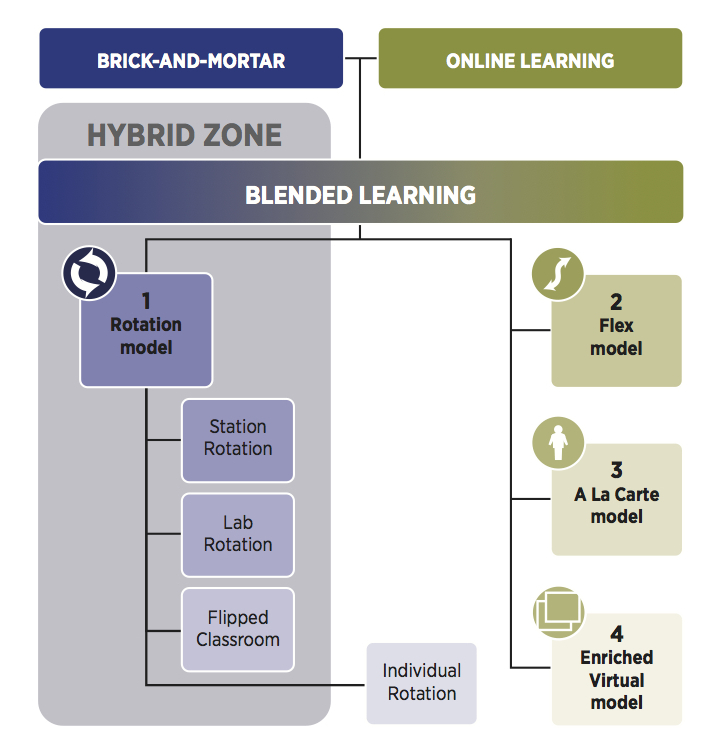 BRICK-AND-MORTAR
ONLINE LEARNING
HYBRID ZONE
BLENDED LEARNING
1
Rotation
model
Station
Rotation
Lab
Rotation
Flipped
Classroom
Individual
Rotation
2
Flex
model
3
A La Carte
model
4
Enriched
Virtual
model